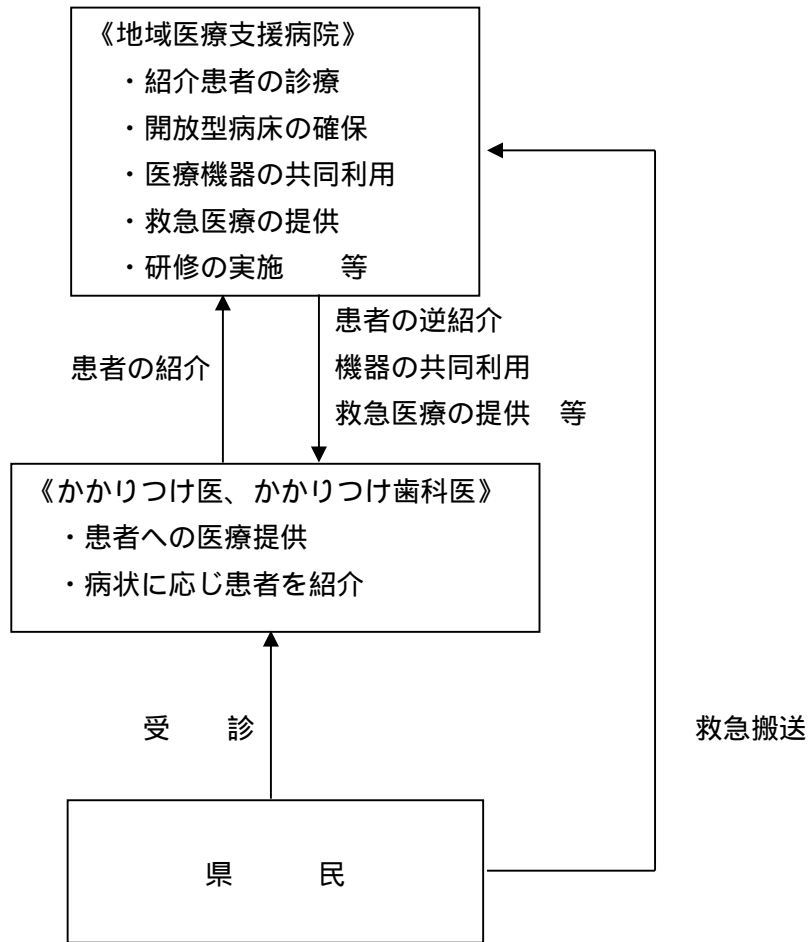 《地域医療支援病院》
・紹介患者の診療
・開放型病床の確保
・医療機器の共同利用
・救急医療の提供
・研修の実施　　等
患者の紹介
患者の逆紹介
機器の共同利用
救急医療の提供　等
《かかりつけ医、かかりつけ歯科医》
・患者への医療提供
・病状に応じ患者を紹介
受　　診
救急搬送
県　　　民